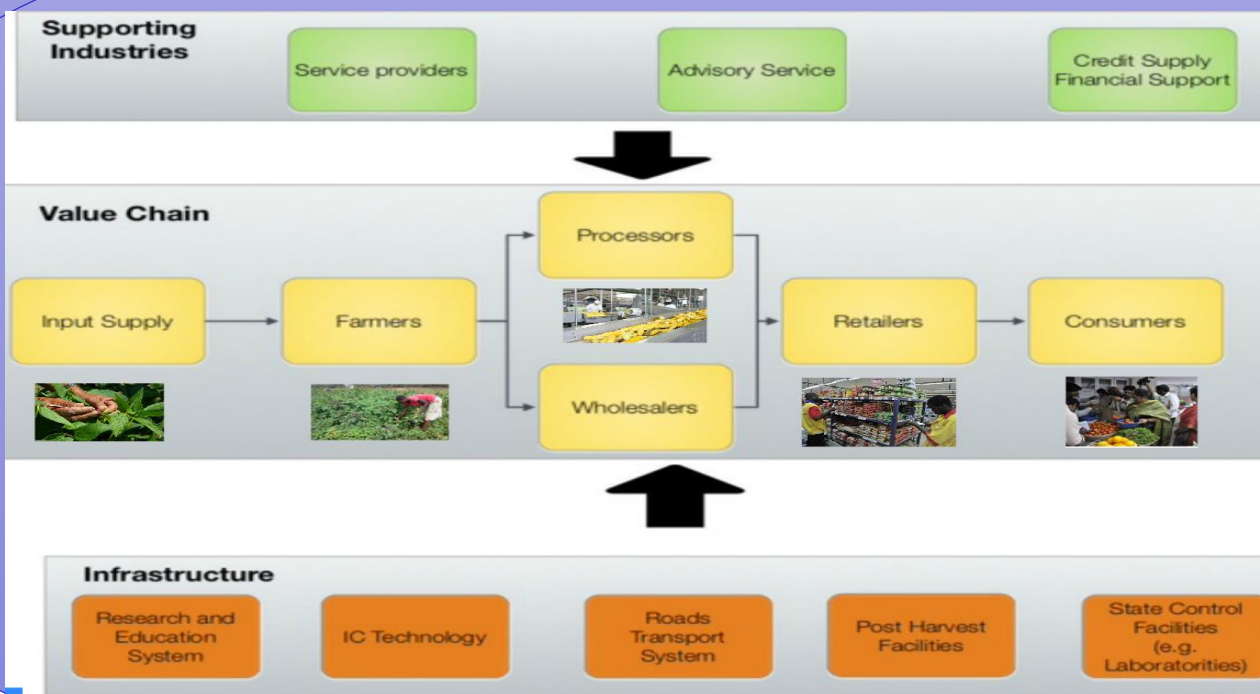 Supporting
Industries
Service providers
Advisory Service
Credit Supply
Financial Support
Value Chain
Processors
Input Supply
Farmers
Retailers
Consumers
Wholesalers
Infrastructure
Research and
Education
System
IC Technology
Roads
Transport
System
Post Harvest
Facilities
State Control
Facilities
(e.g.
Laboratorities)